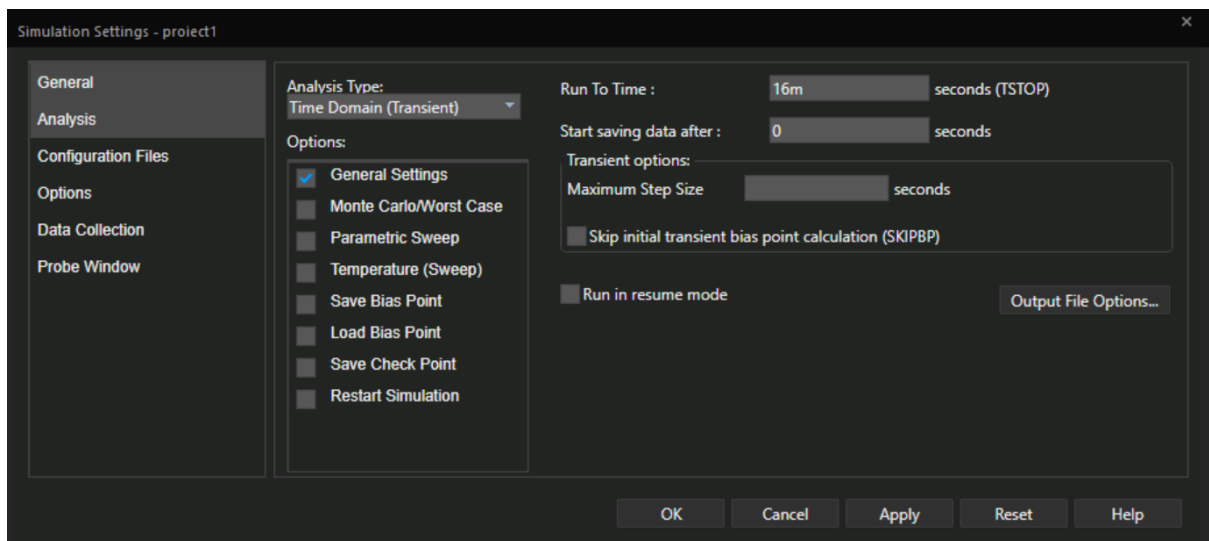 Simulation Settings - proiect1
×
General
Analysis
Configuration Files
Options
Data Collection
Probe Window
Analysis Type:
Time Domain (Transient)
Options:
General Settings
Monte Carlo/Worst Case
Parametric Sweep
Temperature (Sweep)
Save Bias Point
Load Bias Point
Save Check Point
Restart Simulation
Run To Time : 16m seconds (TSTOP)
Start saving data after : 0 seconds
Transient options:
Maximum Step Size seconds
Skip initial transient bias point calculation (SKIPBP)
Run in resume mode
Output File Options...
OK Cancel Apply Reset Help